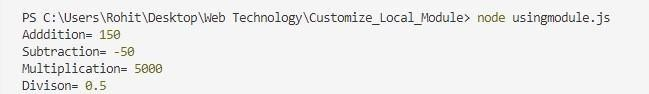 PS C:\Users\Rohit\Desktop\Web Technology\Customize_Local_Module> node usingmodule.js
Adddition= 150
Subtraction= -50
Multiplication= 5000
Divison= 0.5